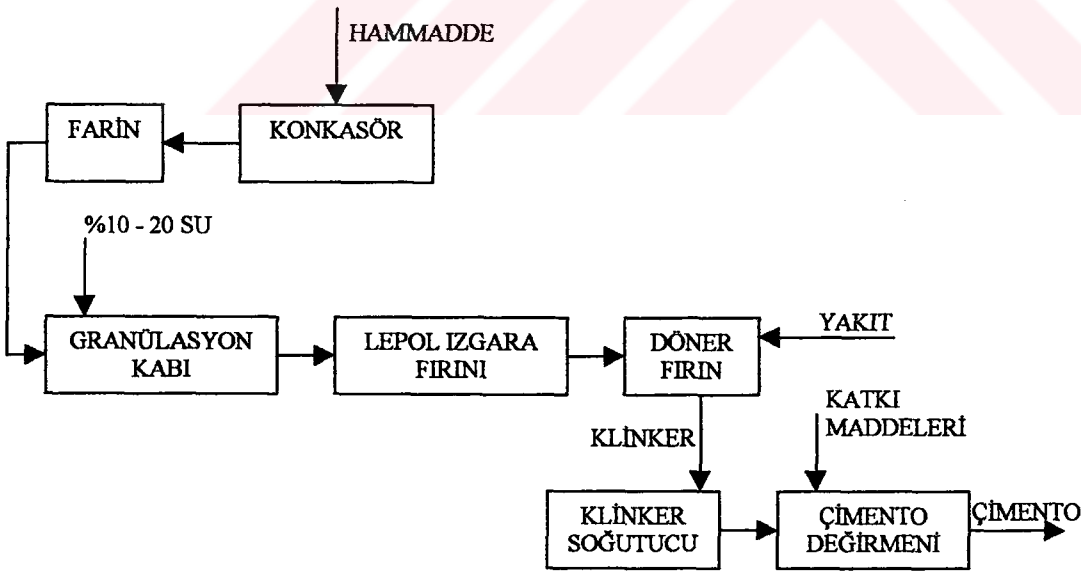 HAMMADDE
FARİN
KONKASÖR
%10 - 20 SU
GRANÜLASYON
KABI
LEPOL IZGARA
FIRINI
DÖNER
FIRIN
YAKIT
KLİNKER
KATKI
MADDELERİ
KLİNKER
SOĞUTUCU
ÇİMENTO
DEĞİRMENİ
ÇİMENTO